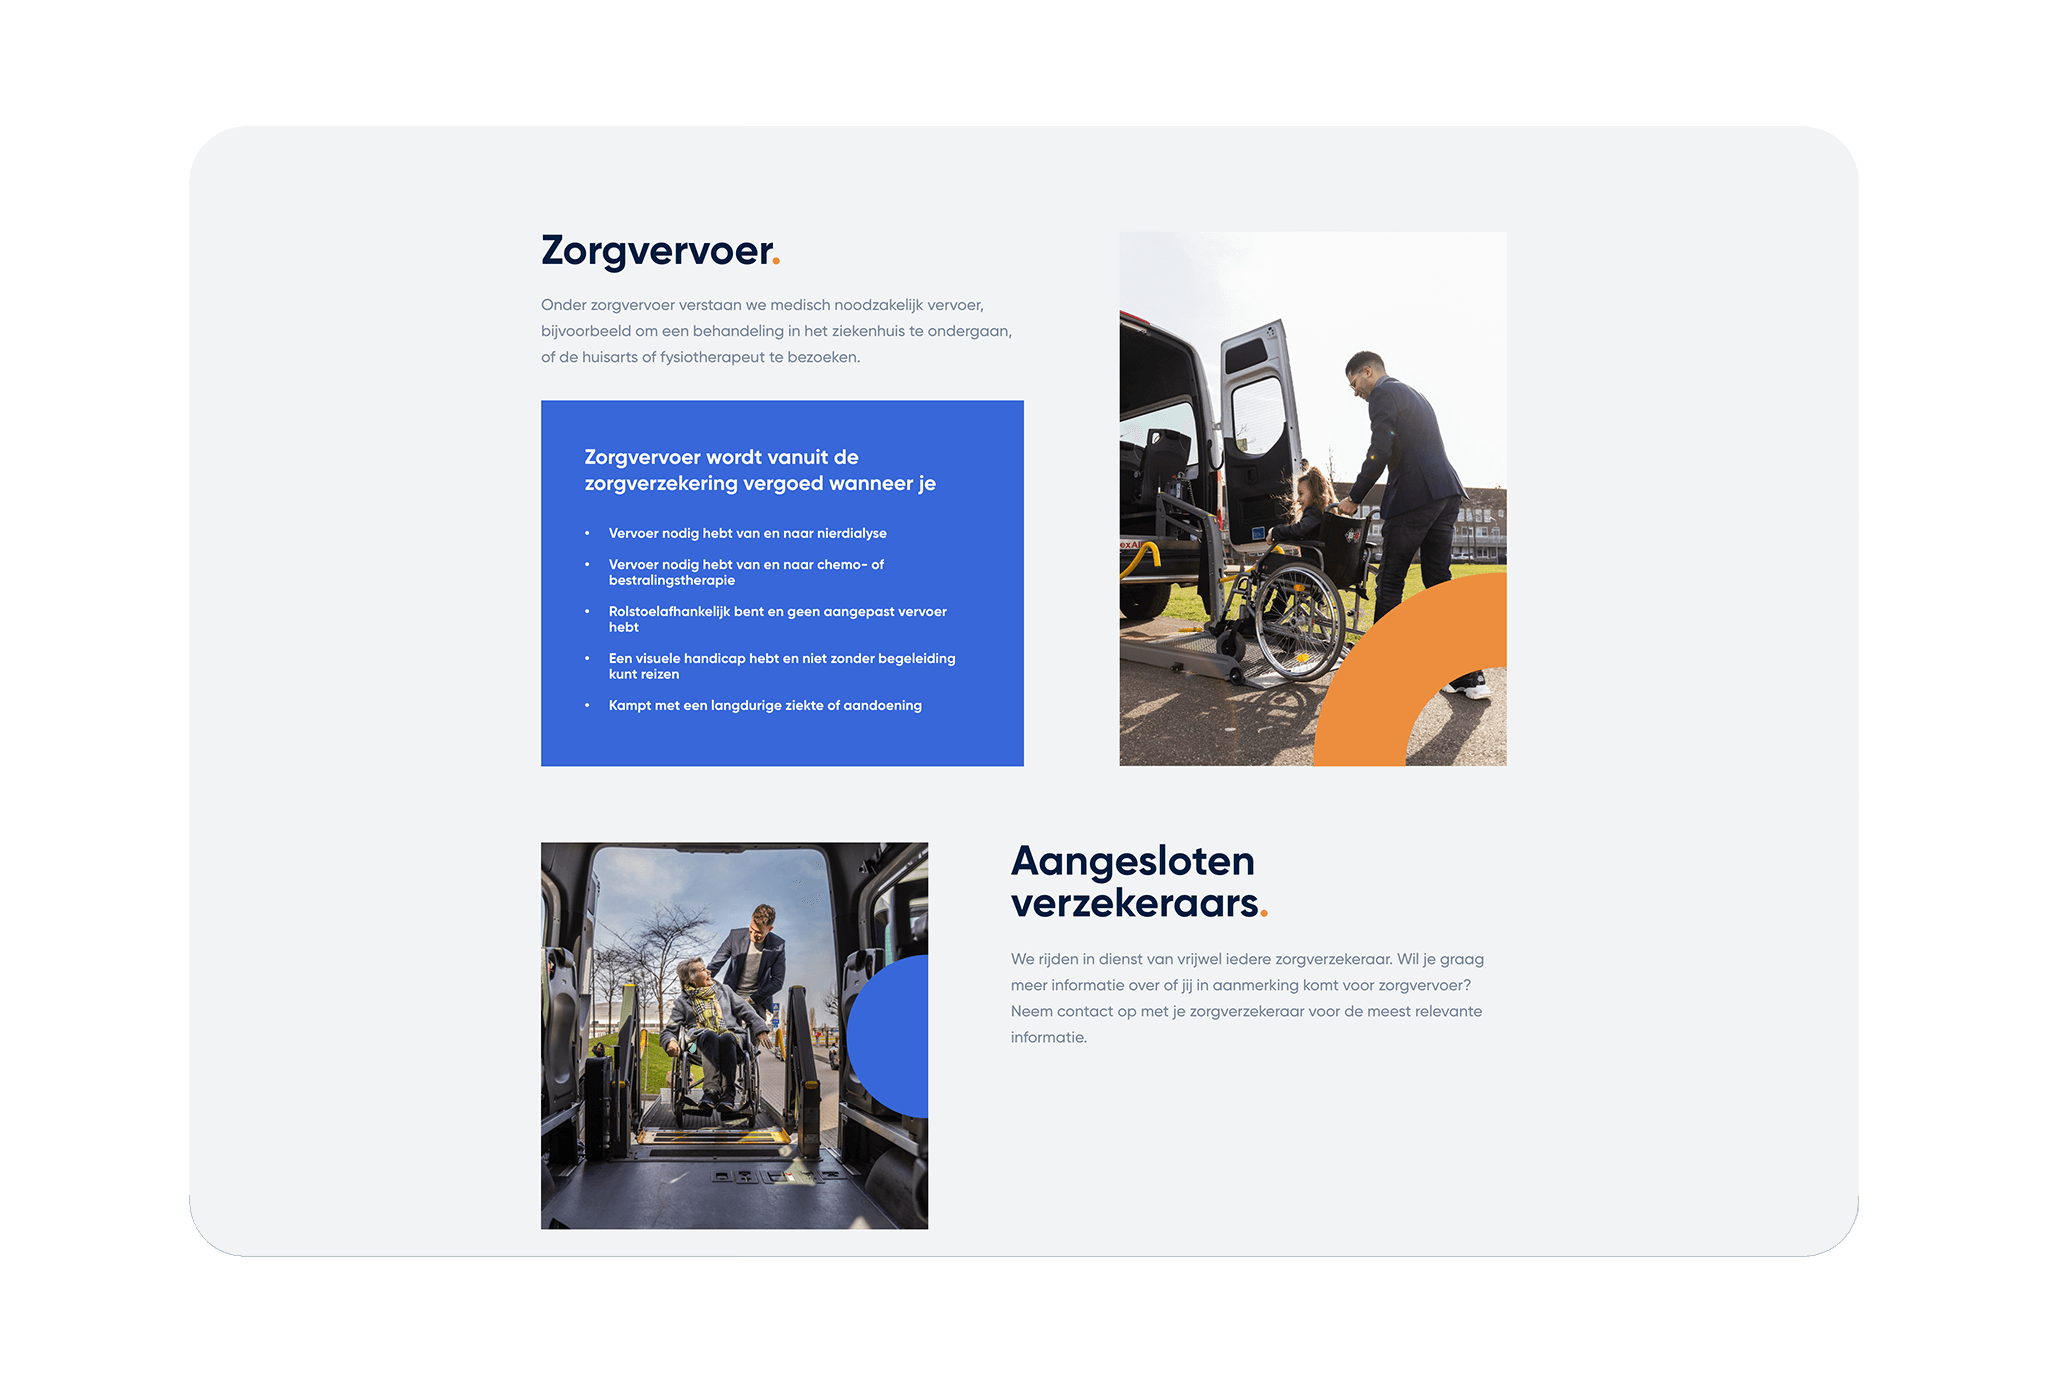 Zorgvervoer.
Onder zorgvervoer verstaan we medisch noodzakelijk vervoer,
bijvoorbeeld om een behandeling in het ziekenhuis te ondergaan,
of de huisarts of fysiotherapeut te bezoeken.
Zorgvervoer wordt vanuit de
zorgverzekering vergoed wanneer je
• Vervoer nodig hebt van en naar nierdialyse
• Vervoer nodig hebt van en naar chemo- of
bestralingstherapie
• Rolstoelafhankelijk bent en geen aangepast vervoer
hebt
• Een visuele handicap hebt en niet zonder begeleiding
kunt reizen
• Kampt met een langdurige ziekte of aandoening
Aangesloten
verzekeraars.
We rijden in dienst van vrijwel iedere zorgverzekeraar. Wil je graag
meer informatie over of jij in aanmerking komt voor zorgvervoer?
Neem contact op met je zorgverzekeraar voor de meest relevante
informatie.